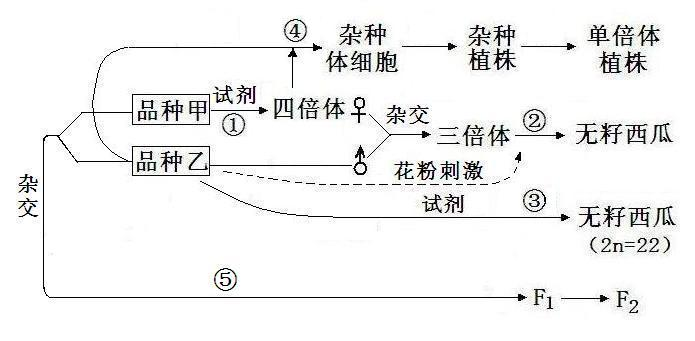 ④
杂种
体细胞
杂种
植株
单倍体
植株
品种甲
试剂
①
四倍体
♀
杂交
三倍体
②
无籽西瓜
品种乙
♂
花粉刺激
杂交
试剂
③
无籽西瓜
(2n=22)
⑤
F₁
F₂